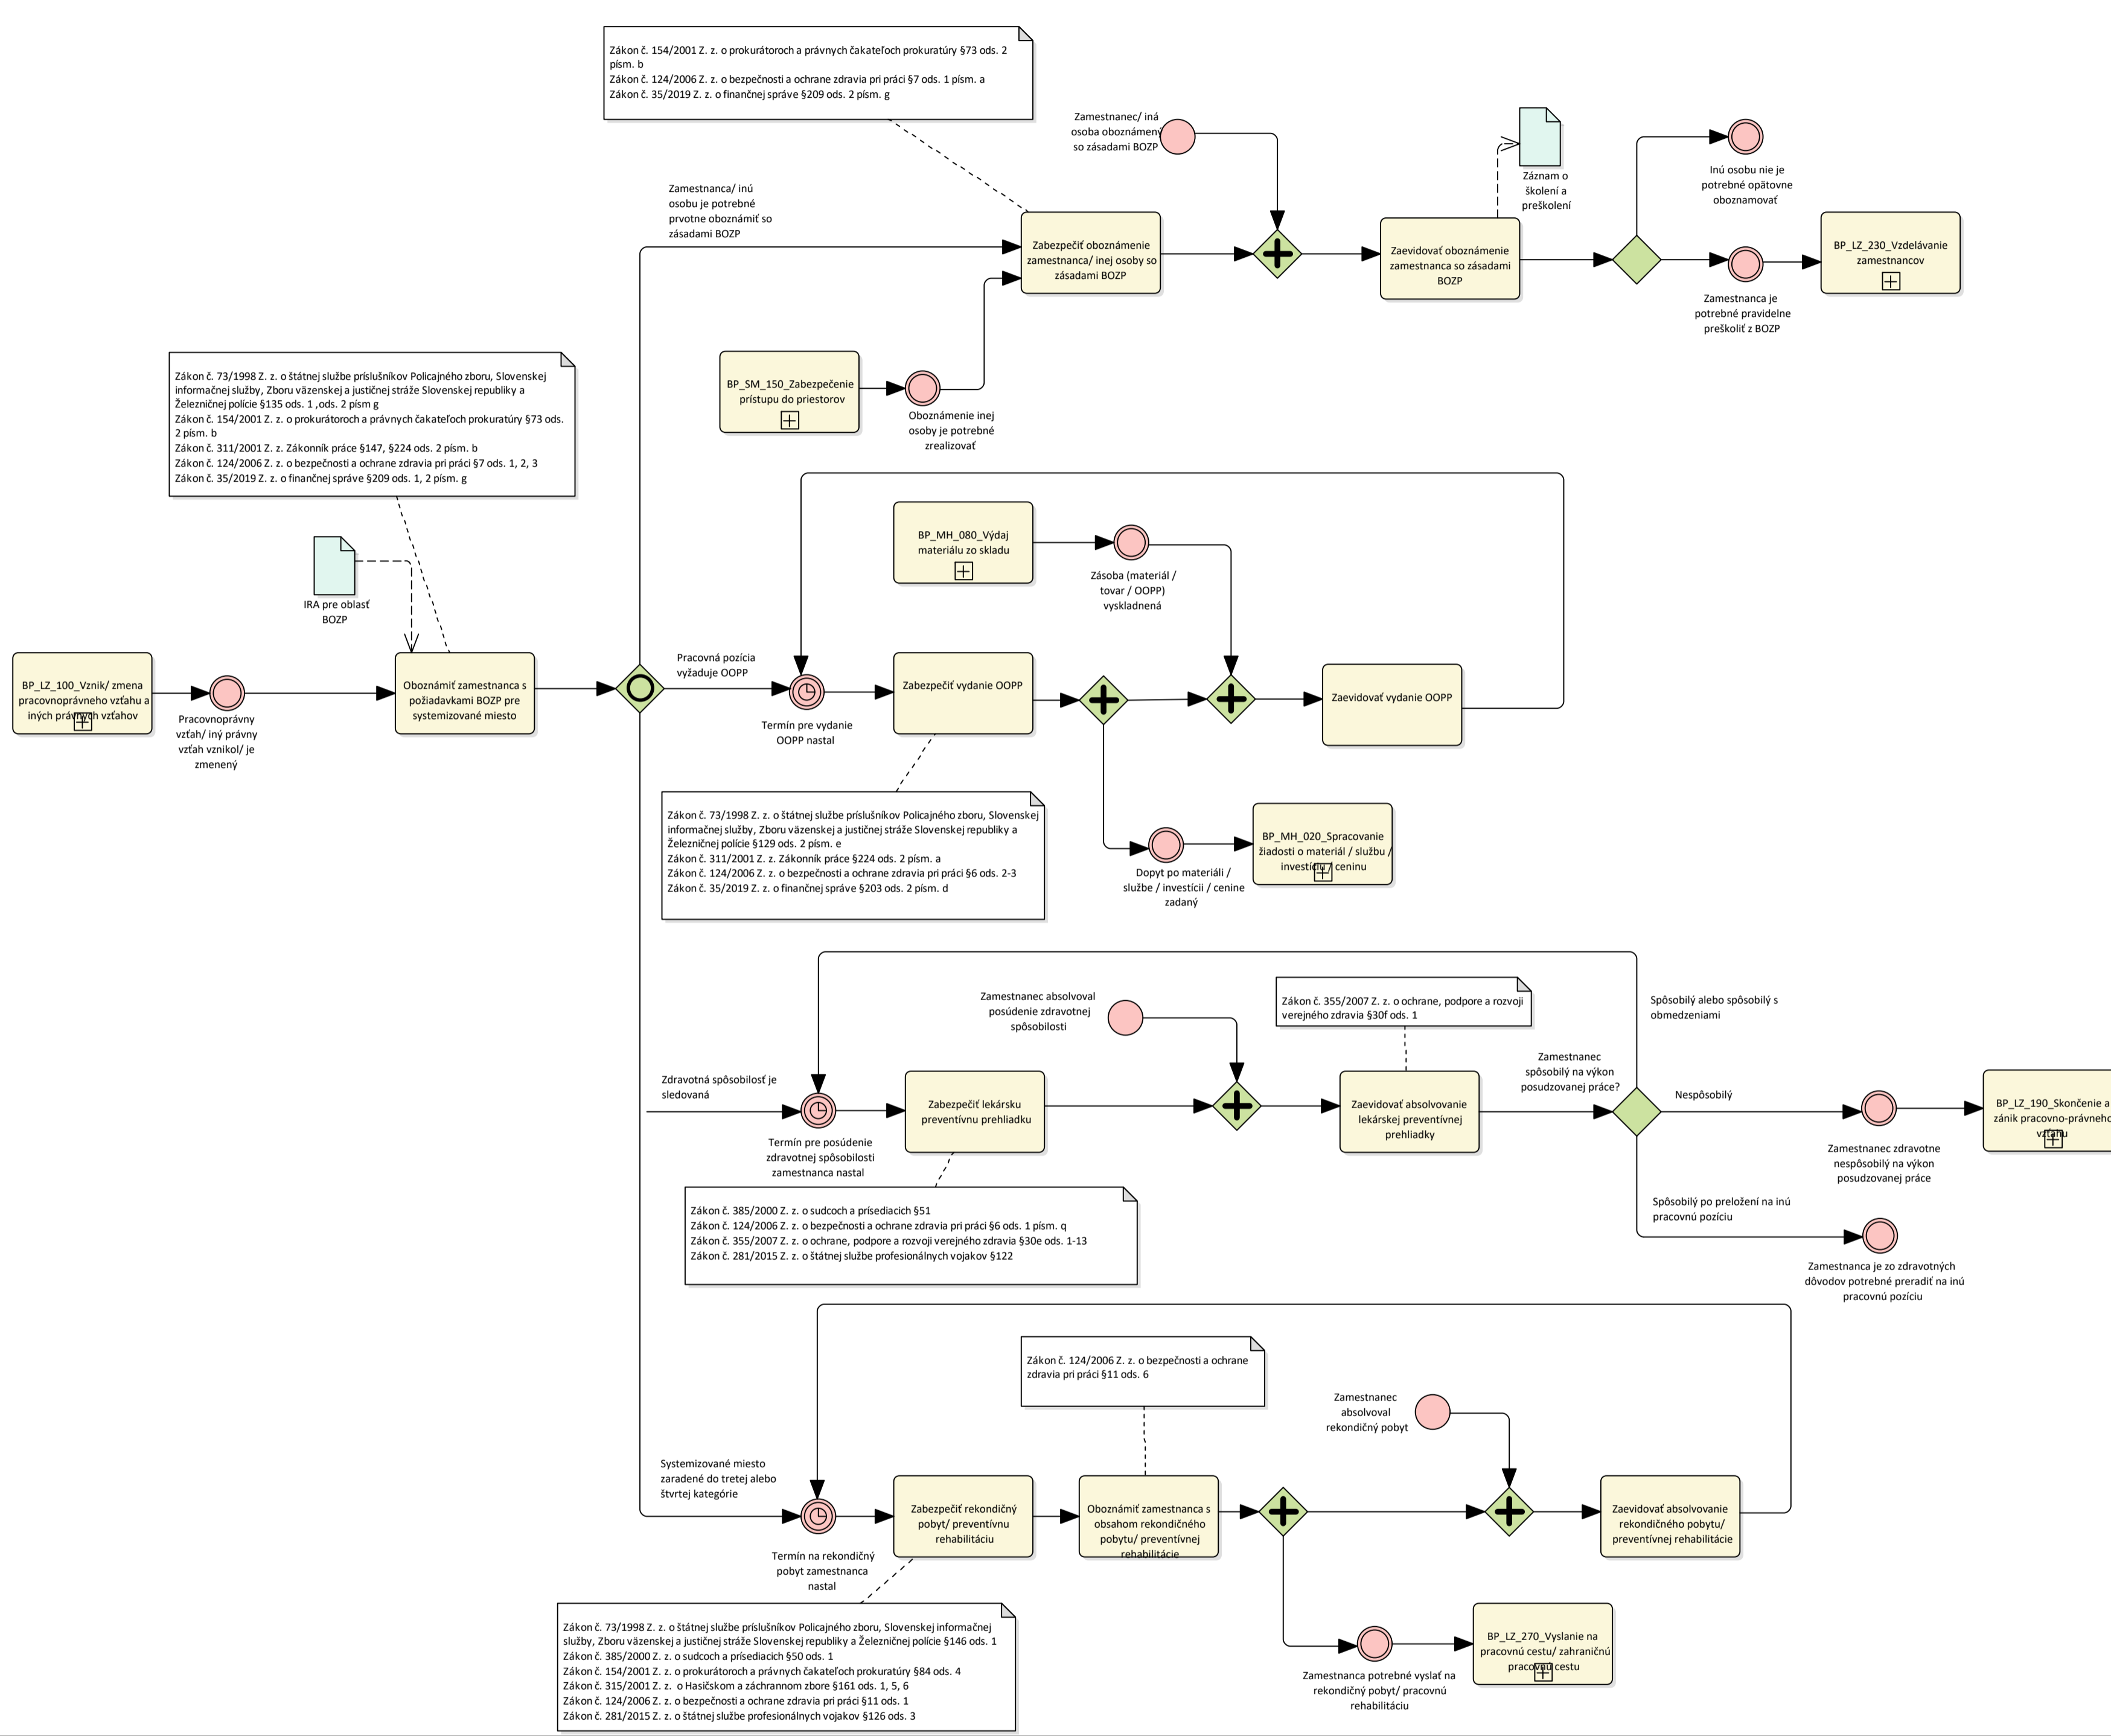 Zákon č. 154/2001 Z. z. o prokurátoroch a právnych čakateľoch prokuratúry §73 ods. 2
písm. b
Zákon č. 124/2006 Z. z. o bezpečnosti a ochrane zdravia pri práci §7 ods. 1 písm. a
Zákon č. 35/2019 Z. z. o finančnej správe §209 ods. 2 písm. g
Zamestnanec/ iná
osoba oboznámený
so zásadami BOZP
Záznam o
školení a
preškolení
Inú osobu nie je
potrebné opätovne
oboznamovať
Zamestnanca/ inú
osobu je potrebné
prvotne oboznámiť so
zásadami BOZP
Zabezpečiť oboznámenie
zamestnanca/ inej osoby so
zásadami BOZP
Zaevidovať oboznámenie
zamestnanca so zásadami
BOZP
BP_LZ_230_Vzdelávanie
zamestnancov
Zamestnanca je
potrebné pravidelne
preškoliť z BOZP
BP_SM_150_Zabezpečenie
prístupu do priestorov
Oboznámenie inej
osoby je potrebné
zrealizovať
Zákon č. 73/1998 Z. z. o štátnej službe príslušníkov Policajného zboru, Slovenskej
informačnej služby, Zboru väzenskej a justičnej stráže Slovenskej republiky a
Železničnej polície §135 ods. 1 ,ods. 2 písm g
Zákon č. 154/2001 Z. z. o prokurátoroch a právnych čakateľoch prokuratúry §73 ods.
2 písm. b
Zákon č. 311/2001 Z. z. Zákonník práce §147, §224 ods. 2 písm. b
Zákon č. 124/2006 Z. z. o bezpečnosti a ochrane zdravia pri práci §7 ods. 1, 2, 3
Zákon č. 35/2019 Z. z. o finančnej správe §209 ods. 1, 2 písm. g
IRA pre oblasť
BOZP
BP_LZ_100_Vznik/ zmena
pracovnoprávneho vzťahu a
iných právnych vzťahov
Pracovnoprávny
vzťah/ iný právny
vzťah vznikol/ je
zmenený
Oboznámiť zamestnanca s
požiadavkami BOZP pre
systemizované miesto
Pracovná pozícia
vyžaduje OOPP
Termín pre vydanie
OOPP nastal
BP_MH_080_Výdaj
materiálu zo skladu
Zásoba (materiál /
tovar / OOPP)
vyskladnená
Zabezpečiť vydanie OOPP
Zaevidovať vydanie OOPP
Zákon č. 73/1998 Z. z. o štátnej službe príslušníkov Policajného zboru, Slovenskej
informačnej služby, Zboru väzenskej a justičnej stráže Slovenskej republiky a
Železničnej polície §129 ods. 2 písm. e
Zákon č. 311/2001 Z. z. Zákonník práce §224 ods. 2 písm. a
Zákon č. 124/2006 Z. z. o bezpečnosti a ochrane zdravia pri práci §6 ods. 2-3
Zákon č. 35/2019 Z. z. o finančnej správe §203 ods. 2 písm. d
Dopyt po materiáli /
službe / investícii / cenine
zadaný
BP_MH_020_Spracovanie
žiadosti o materiál / službu /
investíciu / ceninu
Zamestnanec absolvoval
posúdenie zdravotnej
spôsobilosti
Zákon č. 355/2007 Z. z. o ochrane, podpore a rozvoji
verejného zdravia §30f ods. 1
Spôsobilý alebo spôsobilý s
obmedzeniami
Zdravotná spôsobilosť je
sledovaná
Termín pre posúdenie
zdravotnej spôsobilosti
zamestnanca nastal
Zabezpečiť lekársku
preventívnu prehliadku
Zaevidovať absolvovanie
lekárskej preventívnej
prehliadky
Zamestnanec
spôsobilý na výkon
posudzovanej práce?
Nespôsobilý
Zamestnanec zdravotne
nespôsobilý na výkon
posudzovanej práce
BP_LZ_190_Skončenie a
zánik pracovno-právneho
vzťahu
Spôsobilý po preložení na inú
pracovnú pozíciu
Zamestnanca je zo zdravotných
dôvodov potrebné preradiť na inú
pracovnú pozíciu
Zákon č. 385/2000 Z. z. o sudcoch a prísediacich §51
Zákon č. 124/2006 Z. z. o bezpečnosti a ochrane zdravia pri práci §6 ods. 1 písm. q
Zákon č. 355/2007 Z. z. o ochrane, podpore a rozvoji verejného zdravia §30e ods. 1-13
Zákon č. 281/2015 Z. z. o štátnej službe profesionálnych vojakov §122
Zákon č. 124/2006 Z. z. o bezpečnosti a ochrane
zdravia pri práci §11 ods. 6
Zamestnanec
absolvoval
rekondičný pobyt
Systemizované miesto
zaradené do tretej alebo
štvrtej kategórie
Termín na rekondičný
pobyt zamestnanca
nastal
Zabezpečiť rekondičný
pobyt/ preventívnu
rehabilitáciu
Oboznámiť zamestnanca s
obsahom rekondičného
pobytu/ preventívnej
rehabilitácie
Zaevidovať absolvovanie
rekondičného pobytu/
preventívnej rehabilitácie
Zamestnanca potrebné vyslať na
rekondičný pobyt/ pracovnú
rehabilitáciu
BP_LZ_270_Vyslanie na
pracovnú cestu/ zahraničnú
pracovnú cestu
Zákon č. 73/1998 Z. z. o štátnej službe príslušníkov Policajného zboru, Slovenskej informačnej
služby, Zboru väzenskej a justičnej stráže Slovenskej republiky a Železničnej polície §146 ods. 1
Zákon č. 385/2000 Z. z. o sudcoch a prísediacich §50 ods. 1
Zákon č. 154/2001 Z. z. o prokurátoroch a právnych čakateľoch prokuratúry §84 ods. 4
Zákon č. 315/2001 Z. z. o Hasičskom a záchrannom zbore §161 ods. 1, 5, 6
Zákon č. 124/2006 Z. z. o bezpečnosti a ochrane zdravia pri práci §11 ods. 1
Zákon č. 281/2015 Z. z. o štátnej službe profesionálnych vojakov §126 ods. 3